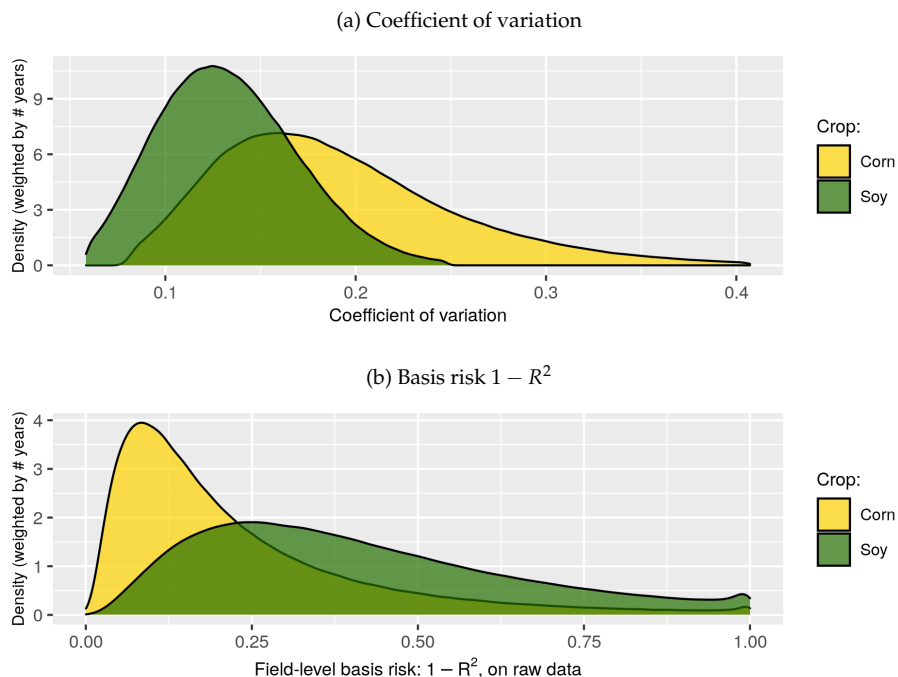 (a) Coefficient of variation
Density (weighted by # years)
9
6
3
0
0.1 0.2 0.3 0.4
Coefficient of variation
Crop:
Corn
Soy
(b) Basis risk 1 − R²
Density (weighted by # years)
4
3
2
1
0
0.00 0.25 0.50 0.75 1.00
Field-level basis risk: 1 − R², on raw data
Crop:
Corn
Soy